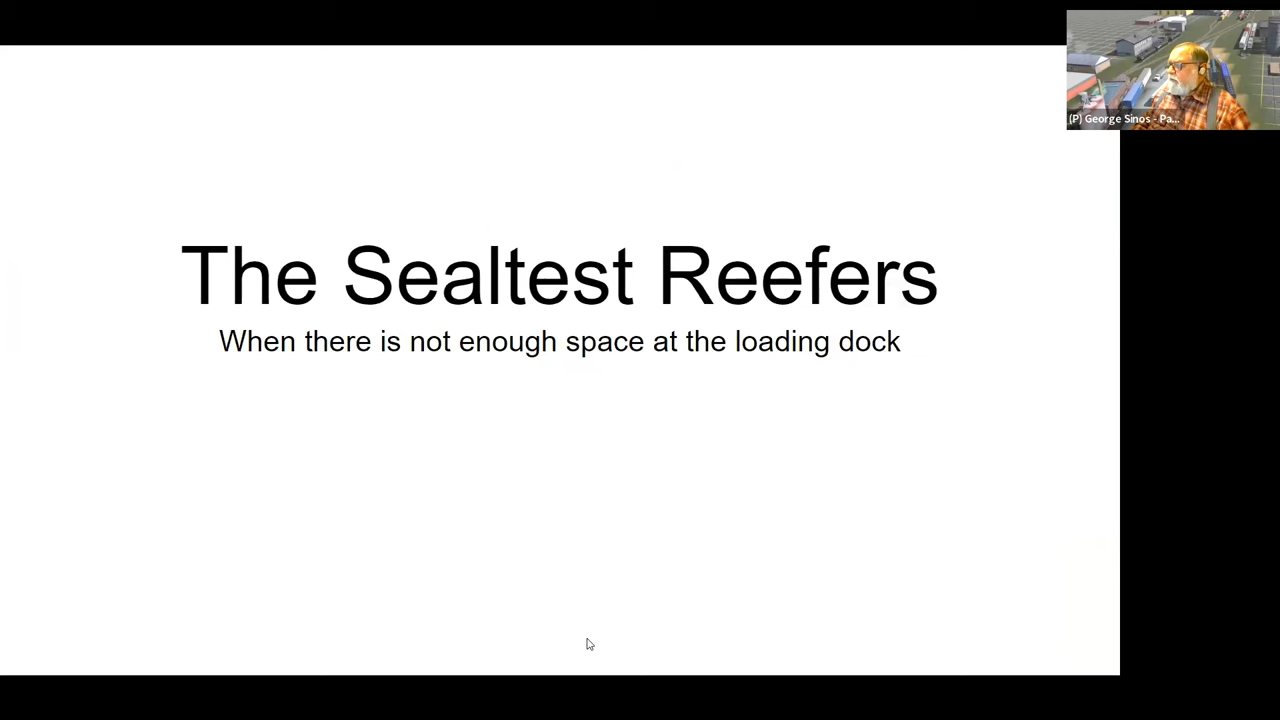 The Sealtest Reefers
When there is not enough space at the loading dock
(P) George Sinos - Pa...